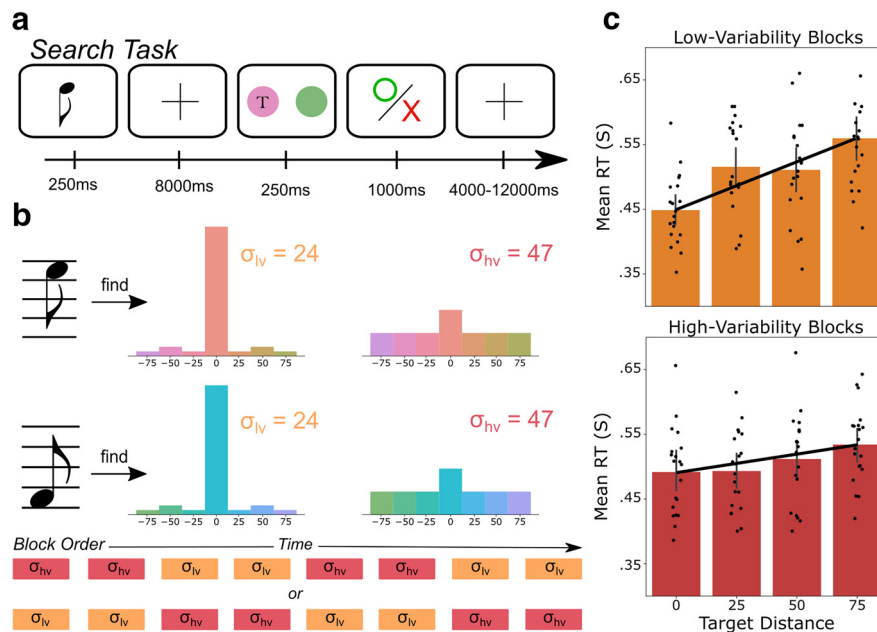 a
Search Task
T
X
250ms
8000ms
250ms
1000ms
4000-12000ms
b
find
σlv = 24
σhv = 47
−75 −50 −25 0 25 50 75
−75 −50 −25 0 25 50 75
find
σlv = 24
σhv = 47
−75 −50 −25 0 25 50 75
−75 −50 −25 0 25 50 75
Block Order
Time
σhv σhv σlv σlv σhv σhv σlv σlv
or
σlv σlv σhv σhv σlv σlv σhv σhv
c
Low-Variability Blocks
Mean RT (S)
.65
.55
.45
.35
High-Variability Blocks
Mean RT (S)
.65
.55
.45
.35
0 25 50 75
Target Distance